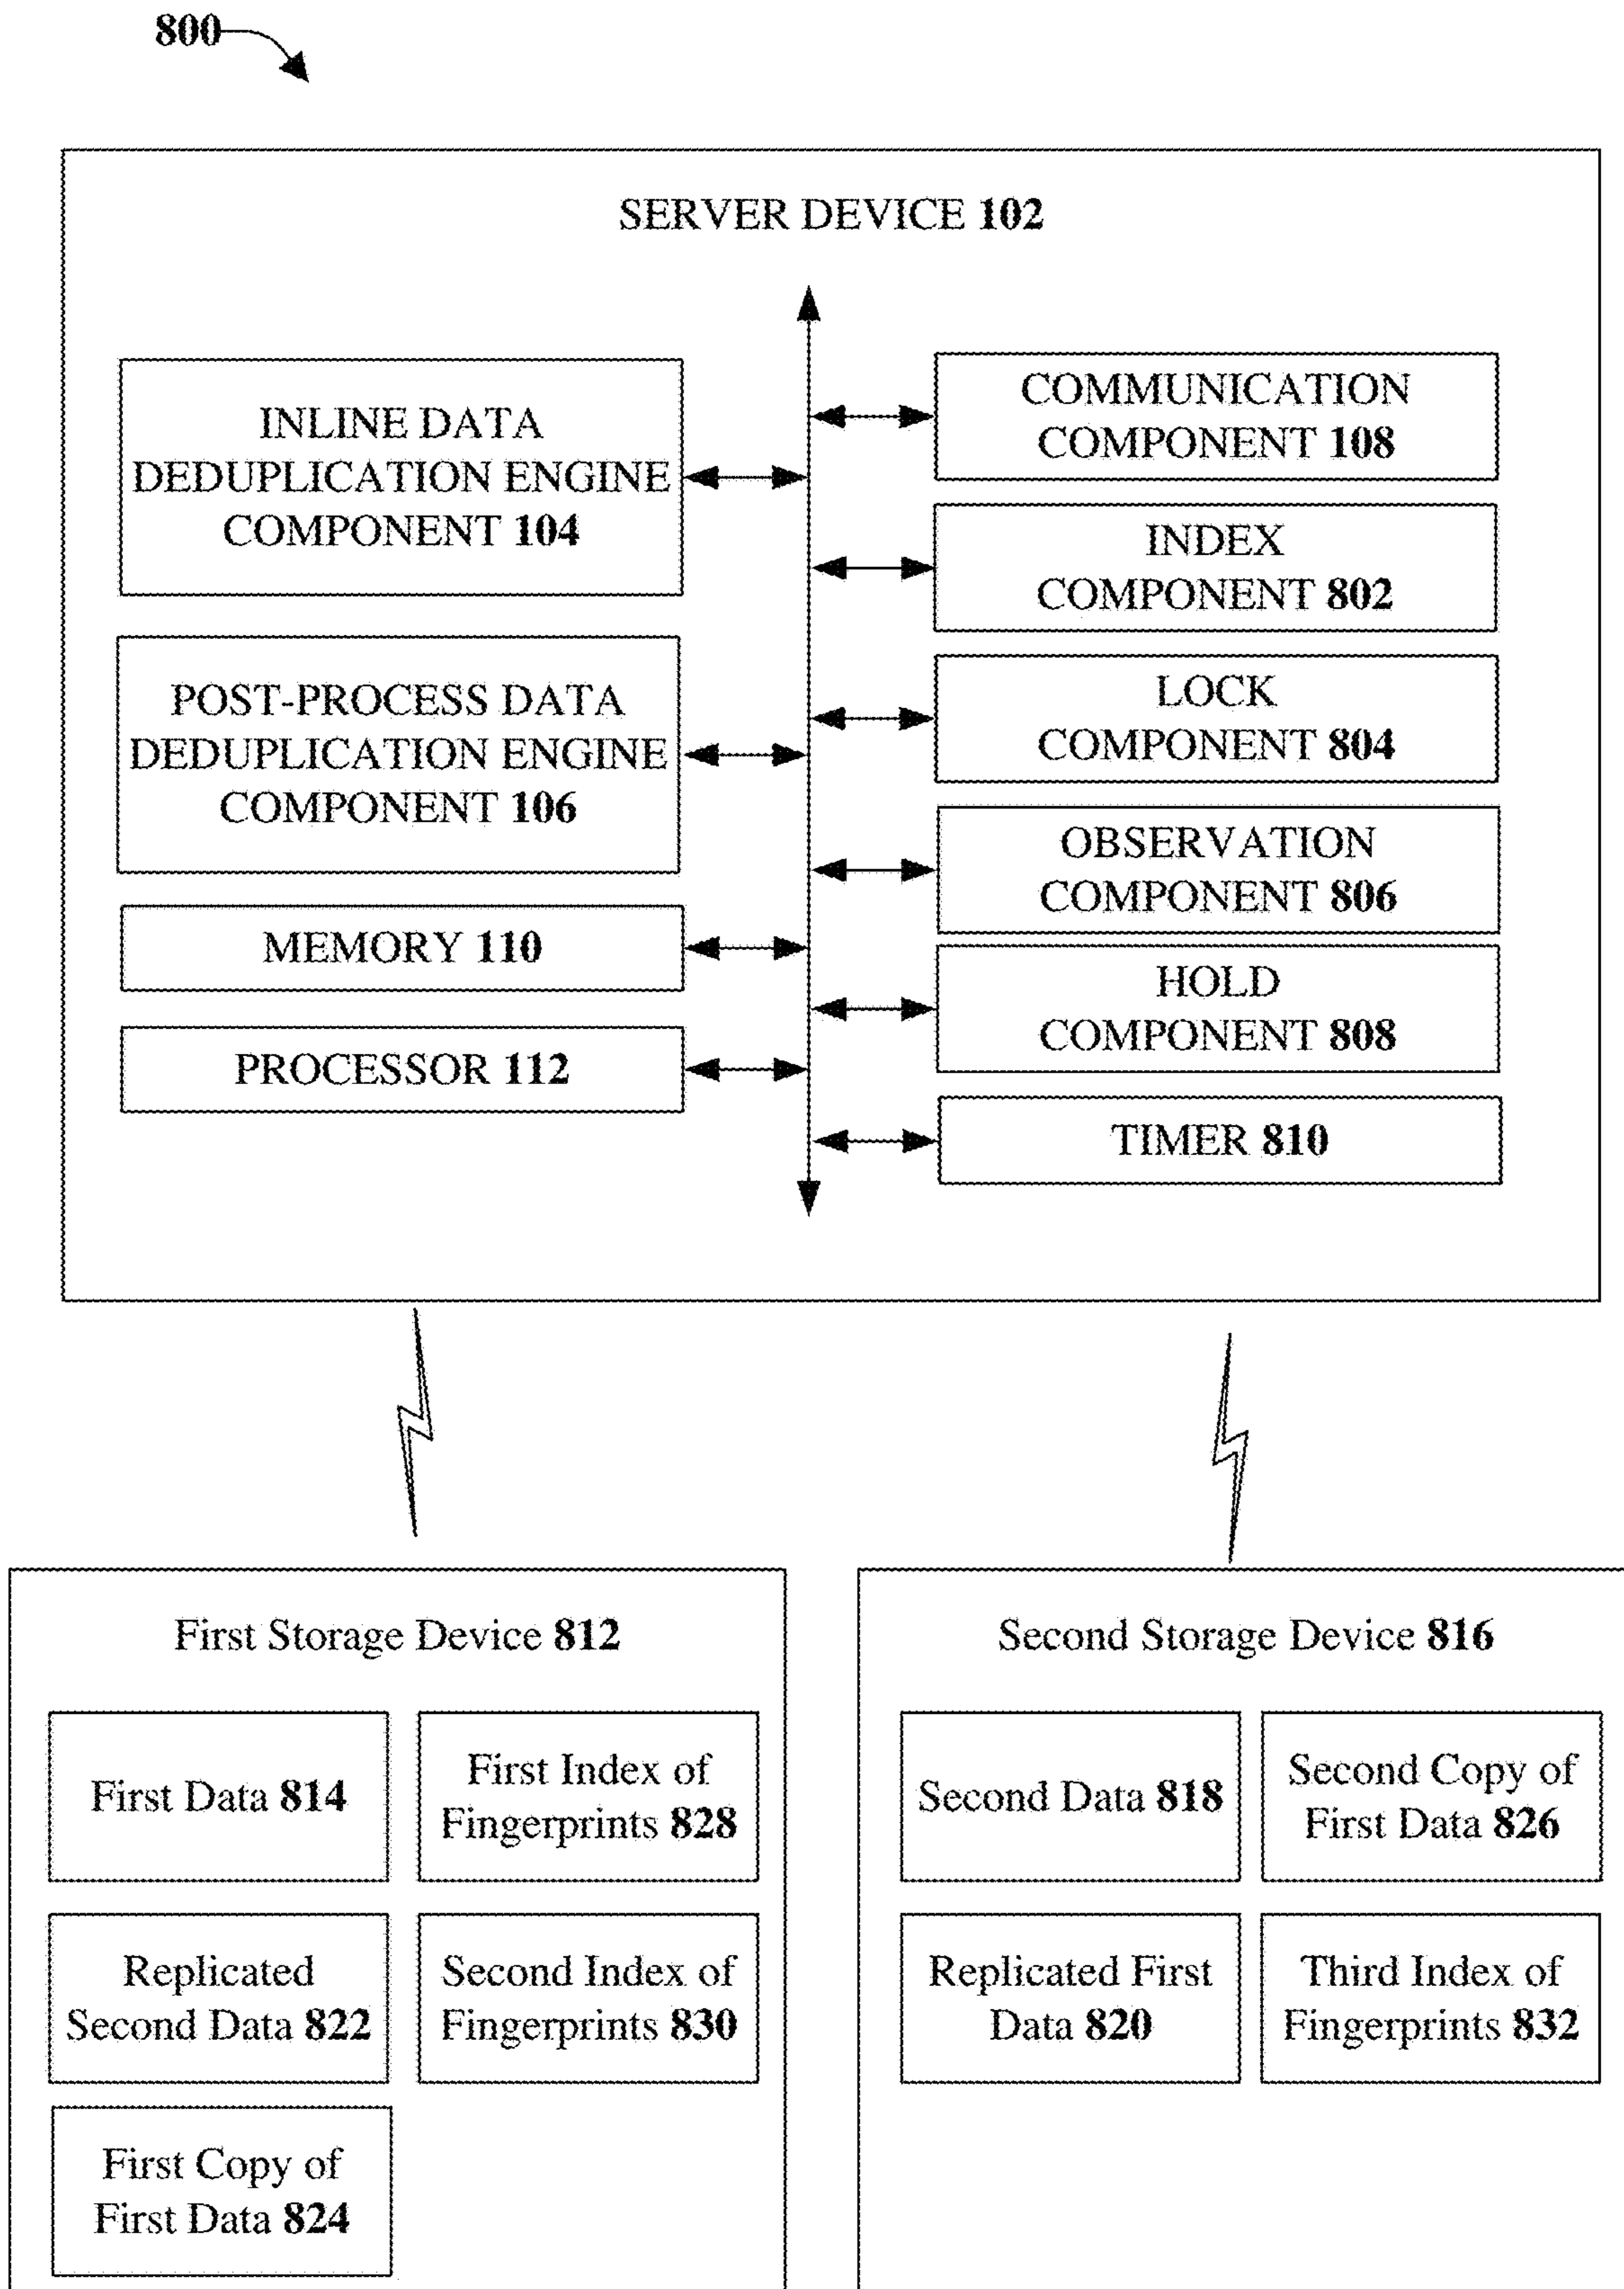 800
SERVER DEVICE 102
INLINE DATA
DEDUPLICATION ENGINE
COMPONENT 104
POST-PROCESS DATA
DEDUPLICATION ENGINE
COMPONENT 106
MEMORY 110
PROCESSOR 112
COMMUNICATION
COMPONENT 108
INDEX
COMPONENT 802
LOCK
COMPONENT 804
OBSERVATION
COMPONENT 806
HOLD
COMPONENT 808
TIMER 810
First Storage Device 812
First Data 814
First Index of
Fingerprints 828
Replicated
Second Data 822
Second Index of
Fingerprints 830
First Copy of
First Data 824
Second Storage Device 816
Second Data 818
Second Copy of
First Data 826
Replicated First
Data 820
Third Index of
Fingerprints 832